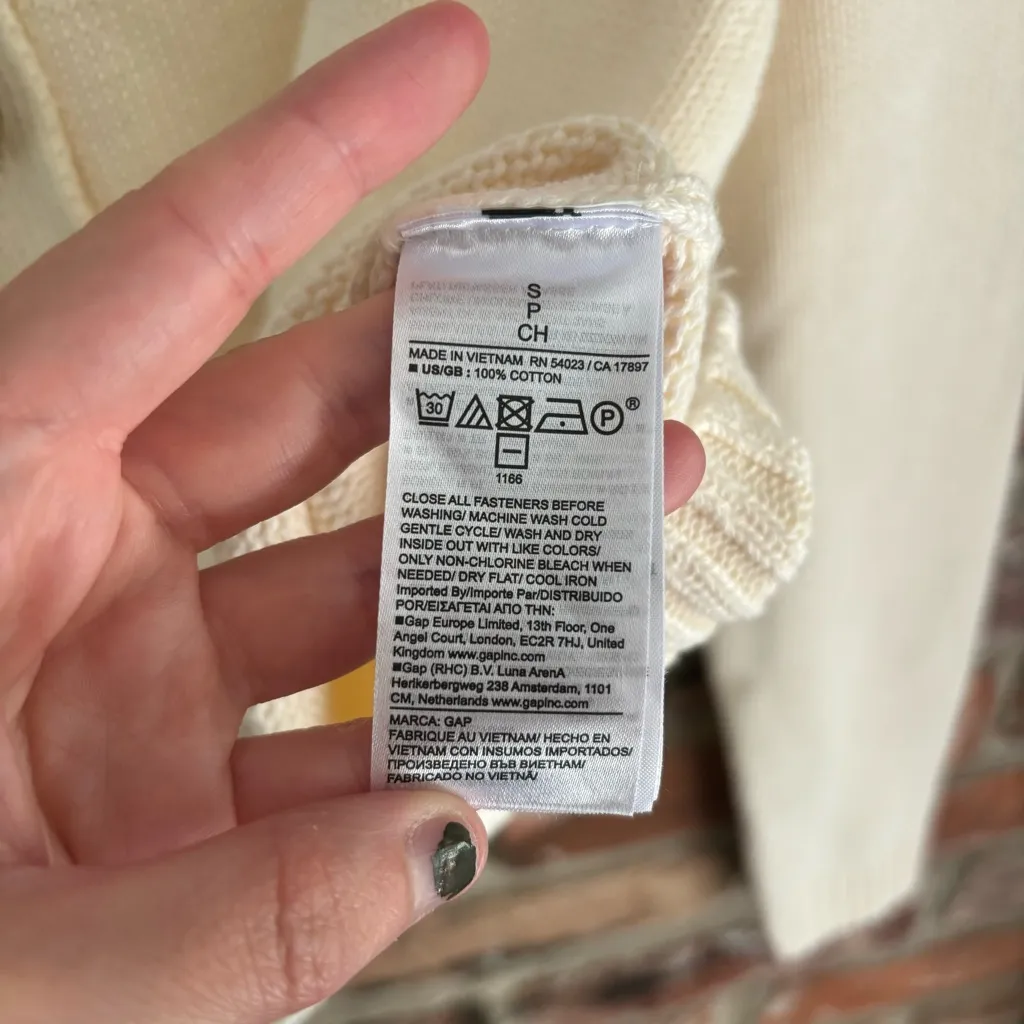 S
P
CH
MADE IN VIETNAM RN 54023 / CA 17897
■ US/GB : 100% COTTON
30
P ®
1166
CLOSE ALL FASTENERS BEFORE
WASHING/ MACHINE WASH COLD
GENTLE CYCLE/ WASH AND DRY
INSIDE OUT WITH LIKE COLORS/
ONLY NON-CHLORINE BLEACH WHEN
NEEDED/ DRY FLAT/ COOL IRON
Imported By/Importe Par/DISTRIBUIDO
POR/ΕΙΣΑΓΕΤΑΙ ΑΠΟ ΤΗΝ:
■Gap Europe Limited, 13th Floor, One
Angel Court, London, EC2R 7HJ, United
Kingdom www.gapinc.com
■Gap (RHC) B.V. Luna ArenA
Herikerbergweg 238 Amsterdam, 1101
CM, Netherlands www.gapinc.com
MARCA: GAP
FABRIQUE AU VIETNAM/ HECHO EN
VIETNAM CON INSUMOS IMPORTADOS/
ПРОИЗВЕДЕНО ВЪВ ВИЕТНАМ/
FABRICADO NO VIETNÃ/